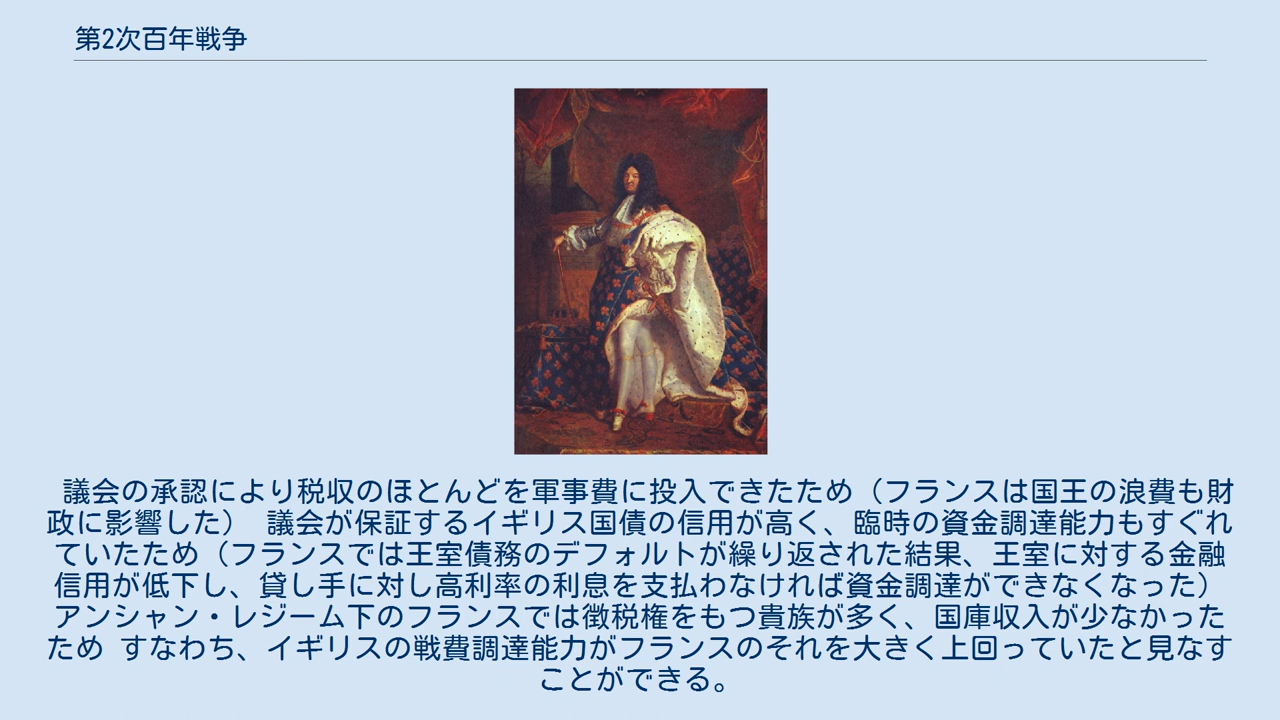 第2次百年戦争
議会の承認により税収のほとんどを軍事費に投入できたため（フランスは国王の浪費も財
政に影響した） 議会が保証するイギリス国債の信用が高く、臨時の資金調達能力もすぐれ
ていたため（フランスでは王室債務のデフォルトが繰り返された結果、王室に対する金融
信用が低下し、貸し手に対し高利率の利息を支払わなければ資金調達ができなくなった）
アンシャン・レジーム下のフランスでは徴税権をもつ貴族が多く、国庫収入が少なかった
ため すなわち、イギリスの戦費調達能力がフランスのそれを大きく上回っていたと見なす
ことができる。